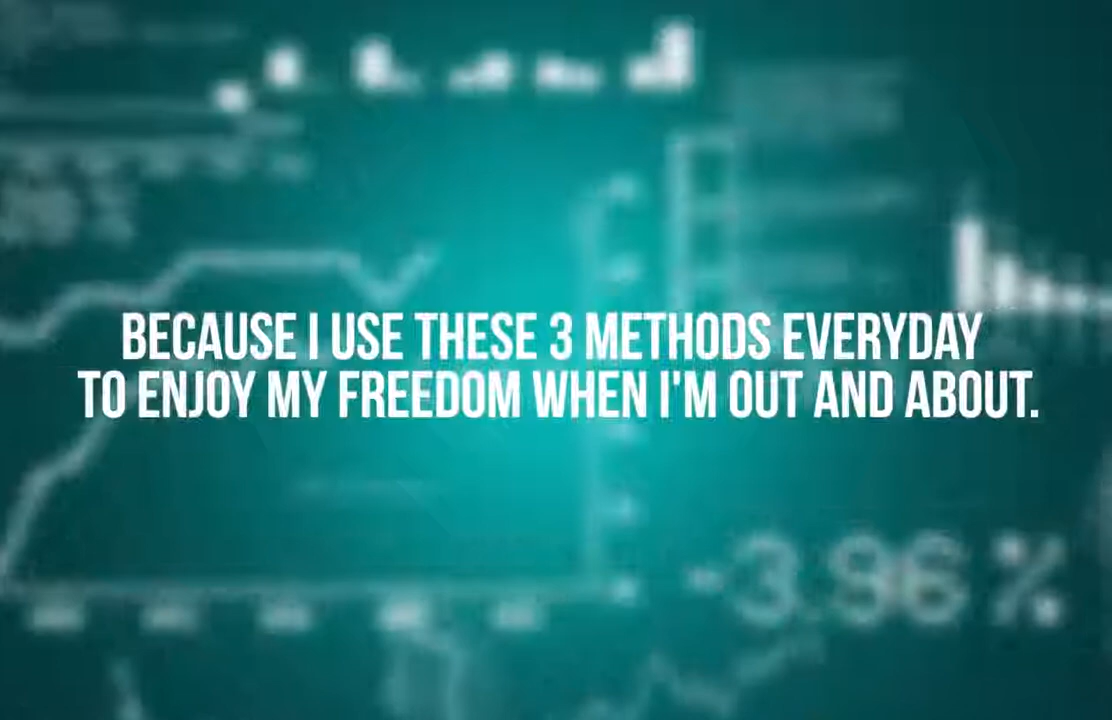 BECAUSE I USE THESE 3 METHODS EVERYDAY
TO ENJOY MY FREEDOM WHEN I'M OUT AND ABOUT.
-3.96 %